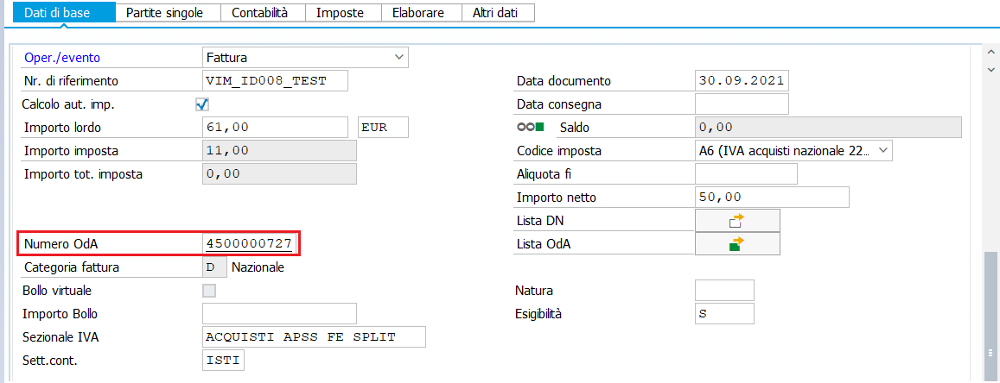 Dati di base Partite singole Contabilità Imposte Elaborare Altri dati
Oper./evento Fattura
Nr. di riferimento VIM_ID008_TEST Data documento 30.09.2021
Calcolo aut. imp. Data consegna
Importo lordo 61,00 EUR Saldo 0,00
Importo imposta 11,00 Codice imposta A6 (IVA acquisti nazionale 22...
Importo tot. imposta 0,00 Aliquota fi
Importo netto 50,00
Lista DN
Numero OdA 4500000727 Lista OdA
Categoria fattura D Nazionale
Bollo virtuale Natura
Importo Bollo Esigibilità S
Sezionale IVA ACQUISTI APSS FE SPLIT
Sett.cont. ISTI